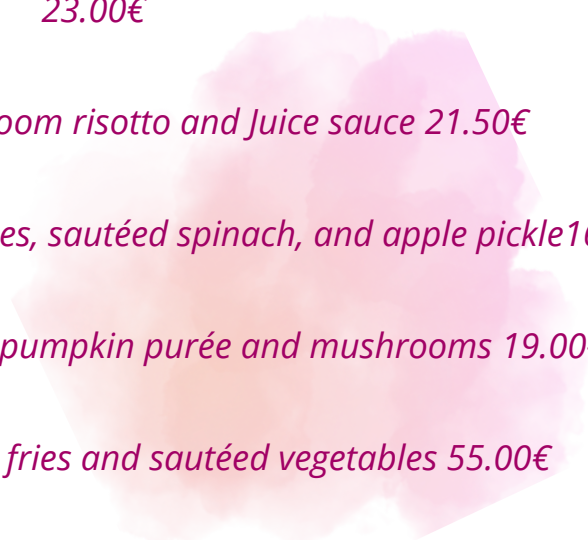 23.00€
oom risotto and Juice sauce 21.50€
es, sautéed spinach, and apple pickle1
pumpkin purée and mushrooms 19.00
fries and sautéed vegetables 55.00€